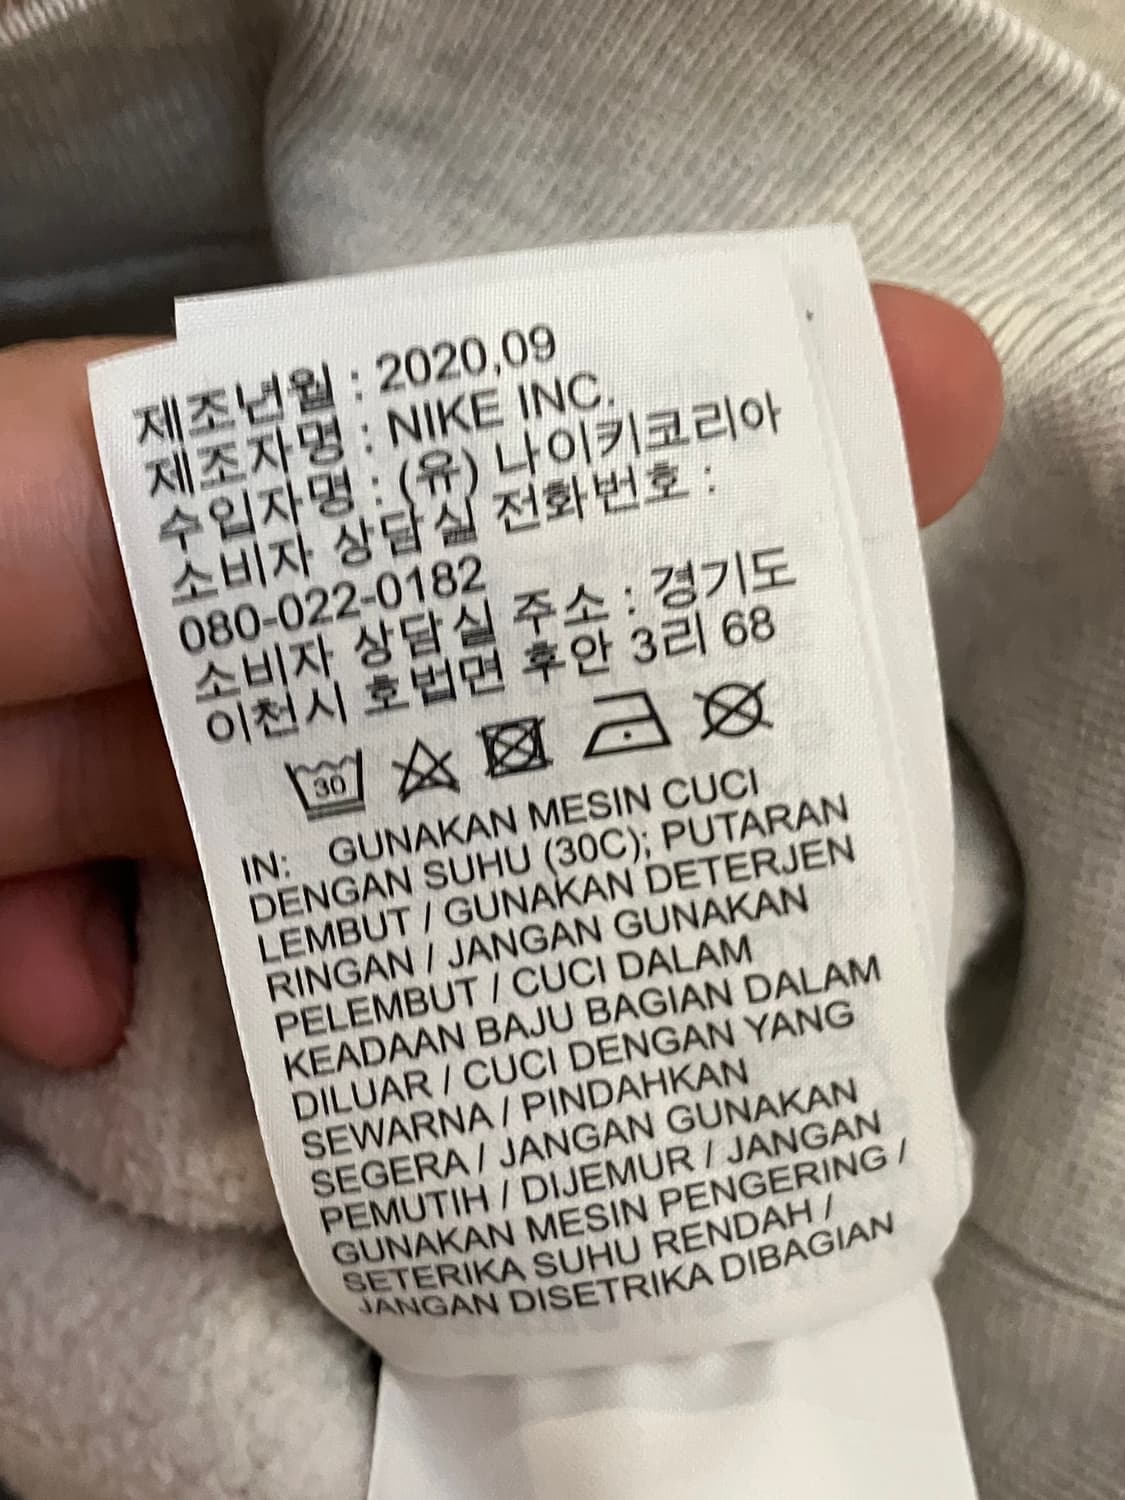 제조년월 : 2020,09
제조자명 : NIKE INC.
수입자명 : (유) 나이키코리아
소비자 상담실 전화번호 :
080-022-0182
소비자 상담실 주소 : 경기도
이천시 호법면 후안 3리 68
30
IN: GUNAKAN MESIN CUCI
DENGAN SUHU (30C); PUTARAN
LEMBUT / GUNAKAN DETERJEN
RINGAN / JANGAN GUNAKAN
PELEMBUT / CUCI DALAM
KEADAAN BAJU BAGIAN DALAM
DILUAR / CUCI DENGAN YANG
SEWARNA / PINDAHKAN
SEGERA / JANGAN GUNAKAN
PEMUTIH / DIJEMUR / JANGAN
GUNAKAN MESIN PENGERING /
SETERIKA SUHU RENDAH /
JANGAN DISETRIKA DIBAGIAN